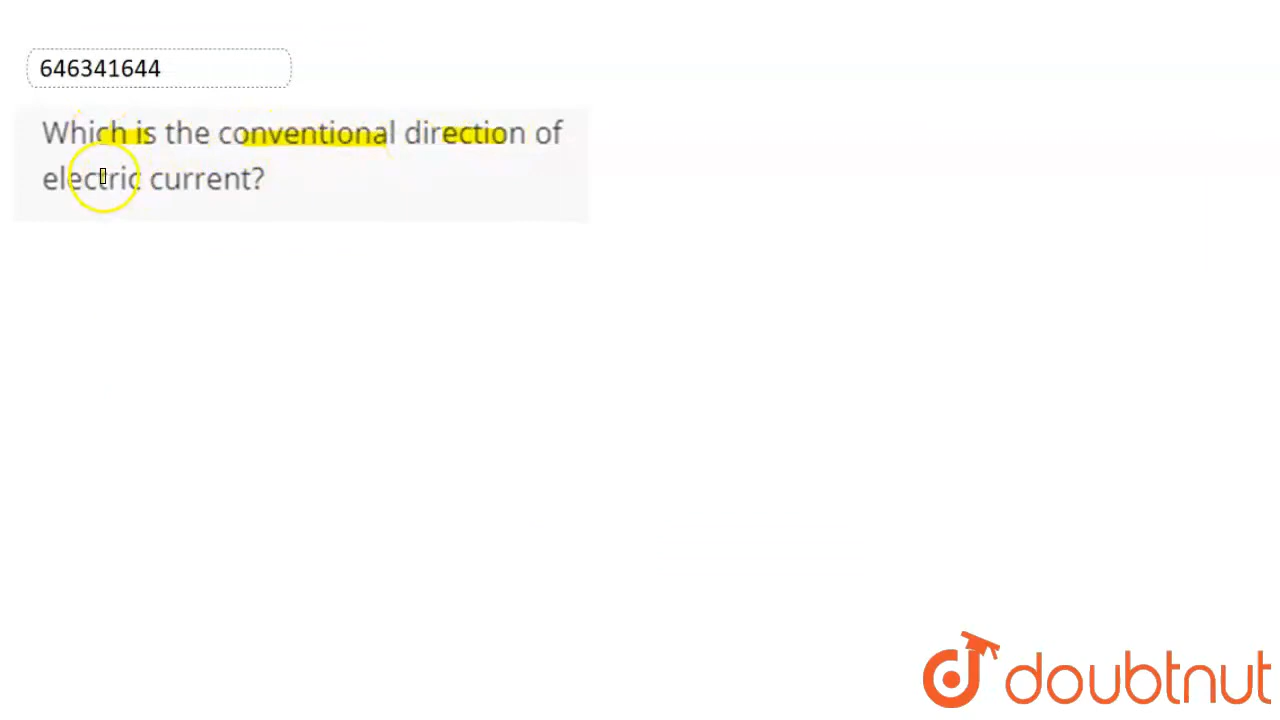 646341644
Which is the conventional direction of
electric current?
doubtnut